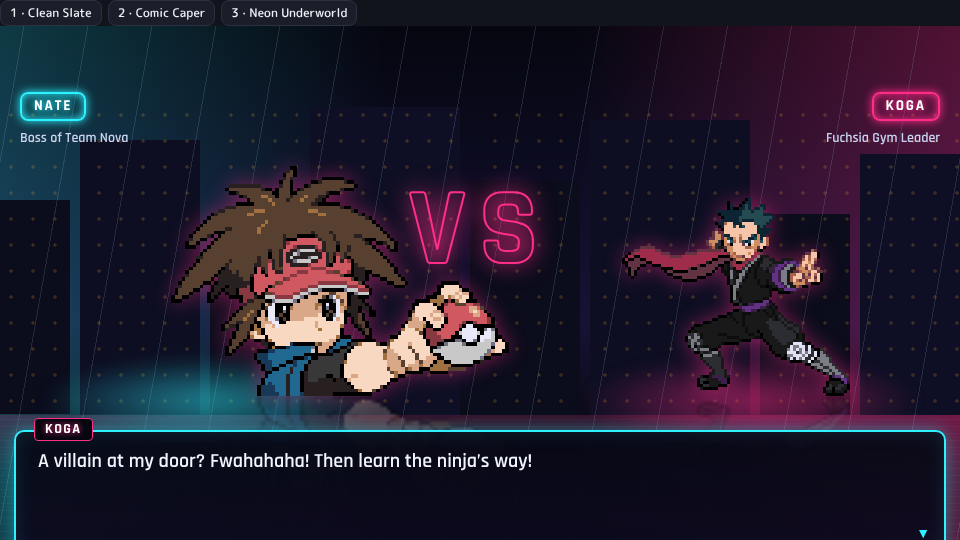 1 · Clean Slate
2 · Comic Caper
3 · Neon Underworld
NATE
Boss of Team Nova
KOGA
Fuchsia Gym Leader
VS
KOGA
A villain at my door? Fwahahaha! Then learn the ninja's way!